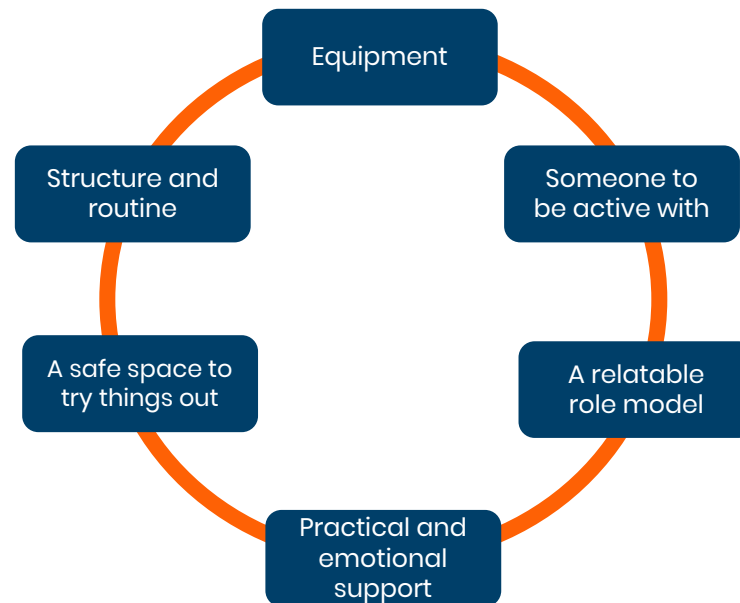 Equipment
Someone to
be active with
A relatable
role model
Practical and
emotional
support
A safe space to
try things out
Structure and
routine